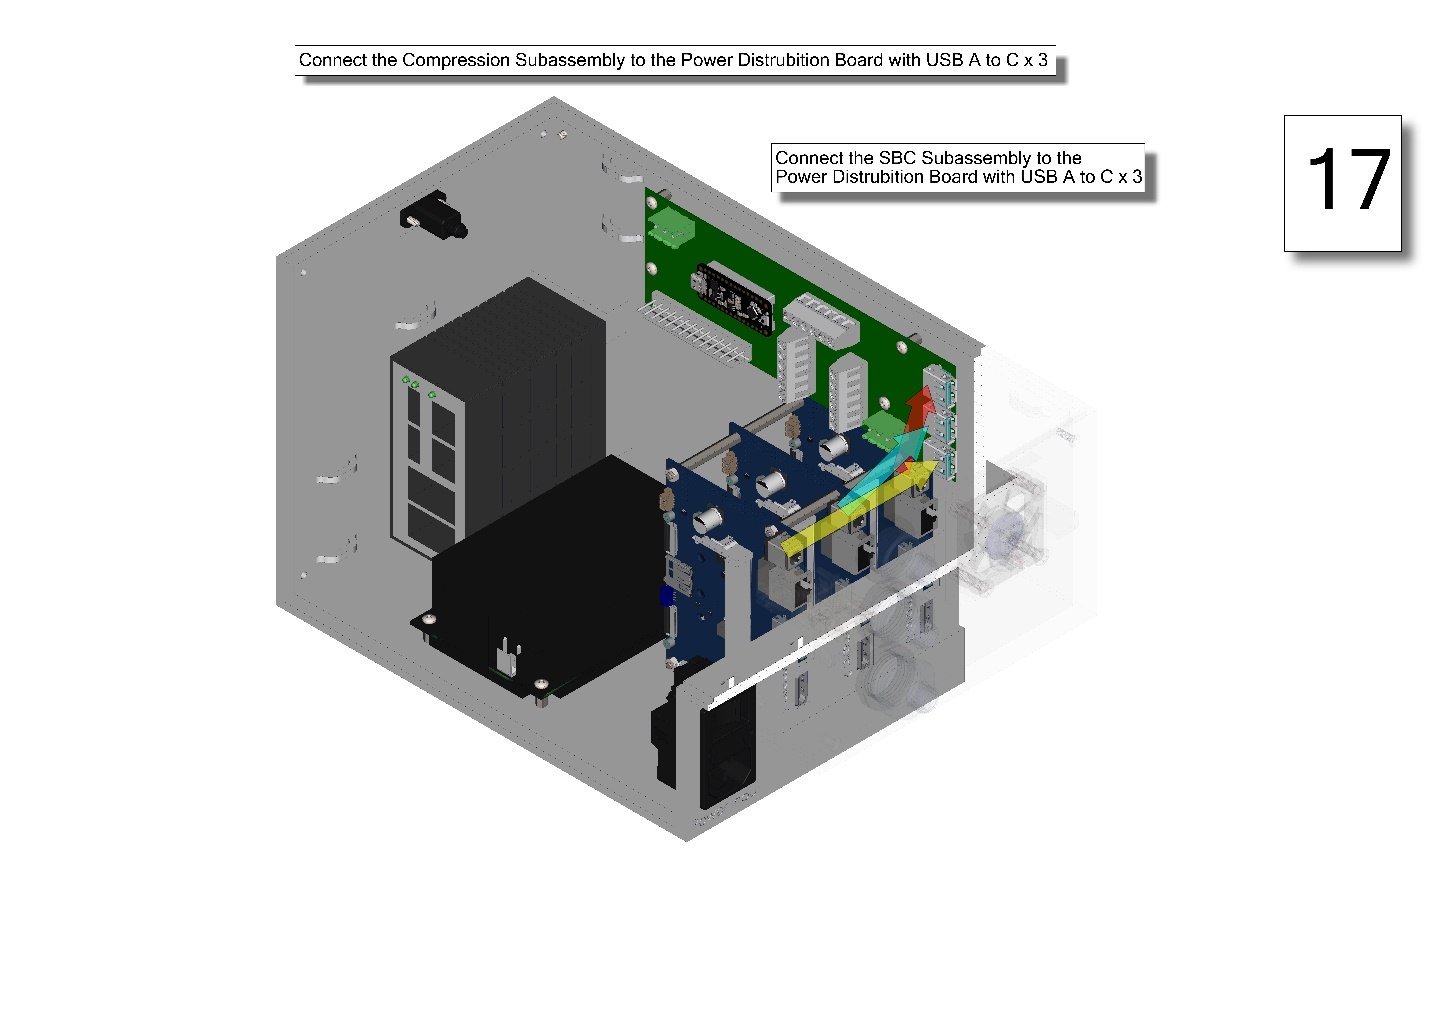 Connect the Compression Subassembly to the Power Distrubition Board with USB A to C x 3
Connect the SBC Subassembly to the
Power Distrubition Board with USB A to C x 3
17